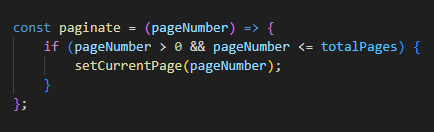 const paginate = (pageNumber) => {
    if (pageNumber > 0 && pageNumber <= totalPages) {
        setCurrentPage(pageNumber);
    }
};